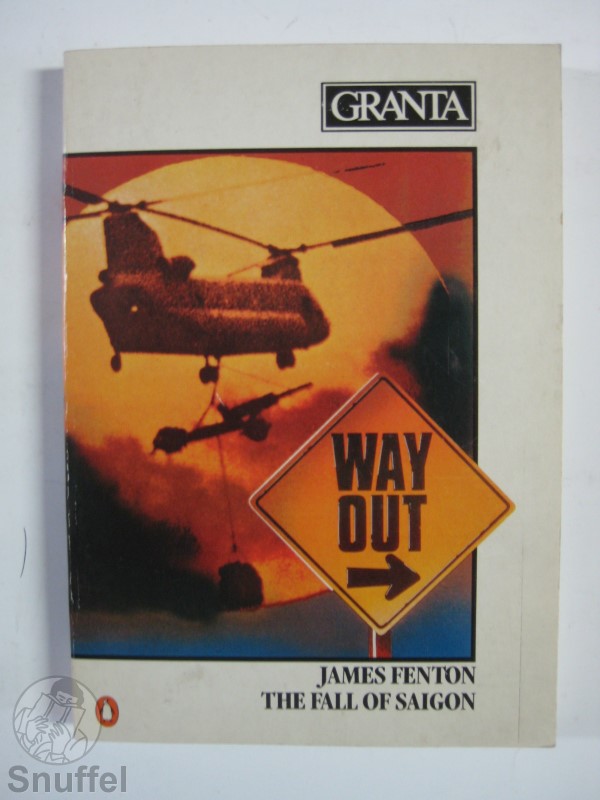 GRANTA
WAY
OUT
JAMES FENTON
THE FALL OF SAIGON
Snuffel